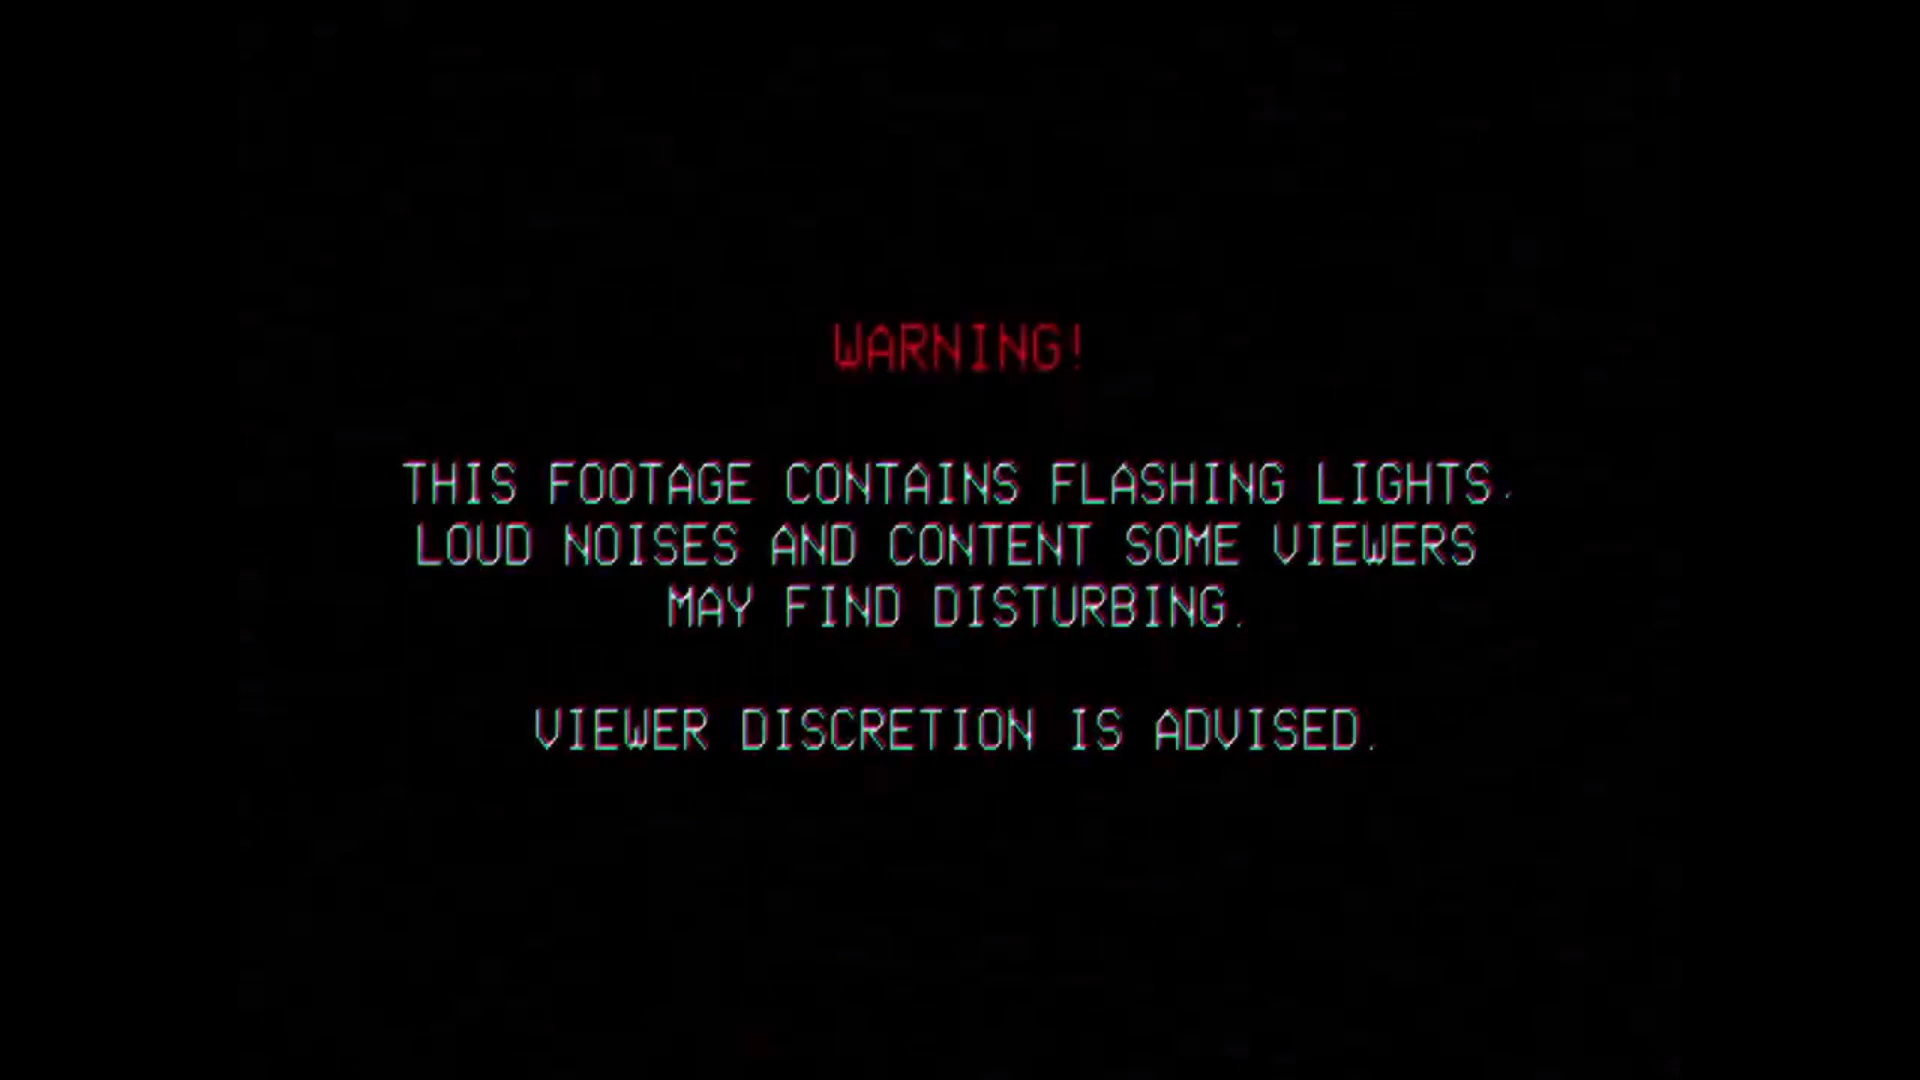 WARNING!
THIS FOOTAGE CONTAINS FLASHING LIGHTS,
LOUD NOISES AND CONTENT SOME VIEWERS
MAY FIND DISTURBING.
VIEWER DISCRETION IS ADVISED.